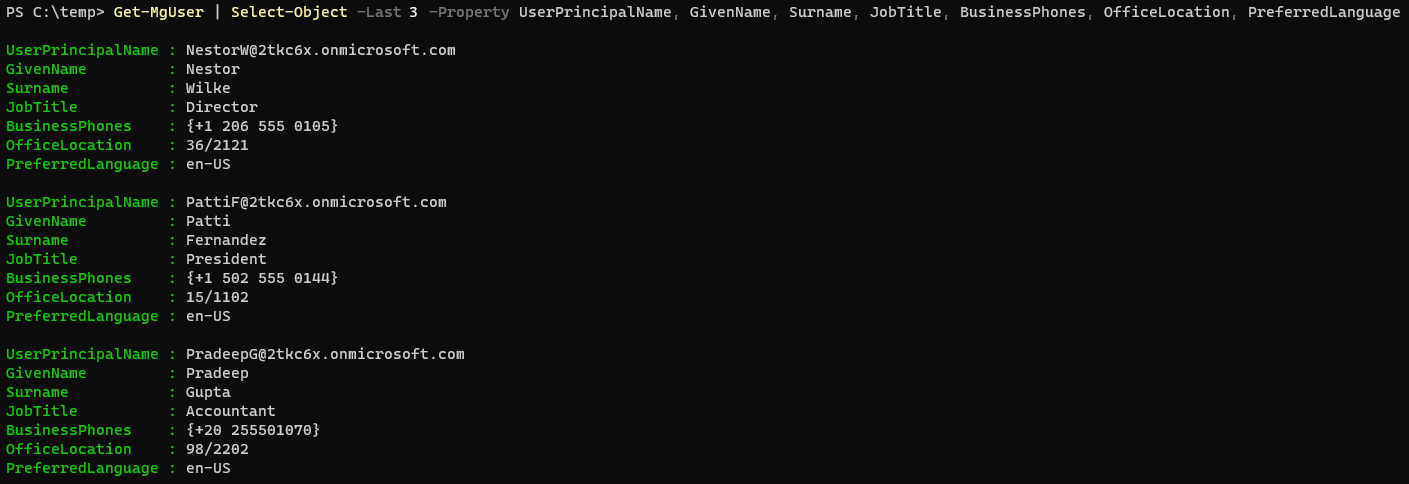 PS C:\temp> Get-MgUser | Select-Object -Last 3 -Property UserPrincipalName, GivenName, Surname, JobTitle, BusinessPhones, OfficeLocation, PreferredLanguage
UserPrincipalName : NestorW@2tkc6x.onmicrosoft.com
GivenName         : Nestor
Surname           : Wilke
JobTitle          : Director
BusinessPhones    : {+1 206 555 0105}
OfficeLocation    : 36/2121
PreferredLanguage : en-US
UserPrincipalName : PattiF@2tkc6x.onmicrosoft.com
GivenName         : Patti
Surname           : Fernandez
JobTitle          : President
BusinessPhones    : {+1 502 555 0144}
OfficeLocation    : 15/1102
PreferredLanguage : en-US
UserPrincipalName : PradeepG@2tkc6x.onmicrosoft.com
GivenName         : Pradeep
Surname           : Gupta
JobTitle          : Accountant
BusinessPhones    : {+20 255501070}
OfficeLocation    : 98/2202
PreferredLanguage : en-US